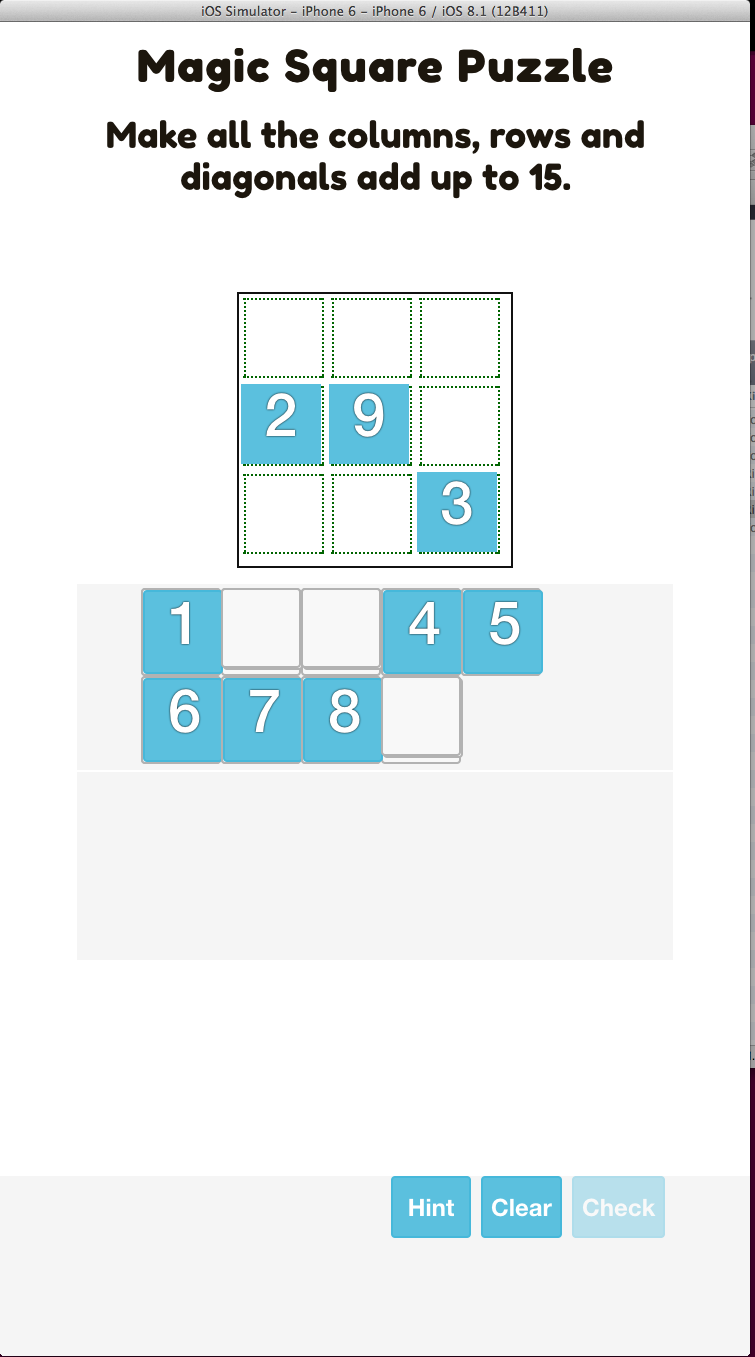 iOS Simulator – iPhone 6 – iPhone 6 / iOS 8.1 (12B411)
Magic Square Puzzle
Make all the columns, rows and
diagonals add up to 15.
2 9
3
1 4 5
6 7 8
Hint Clear Check